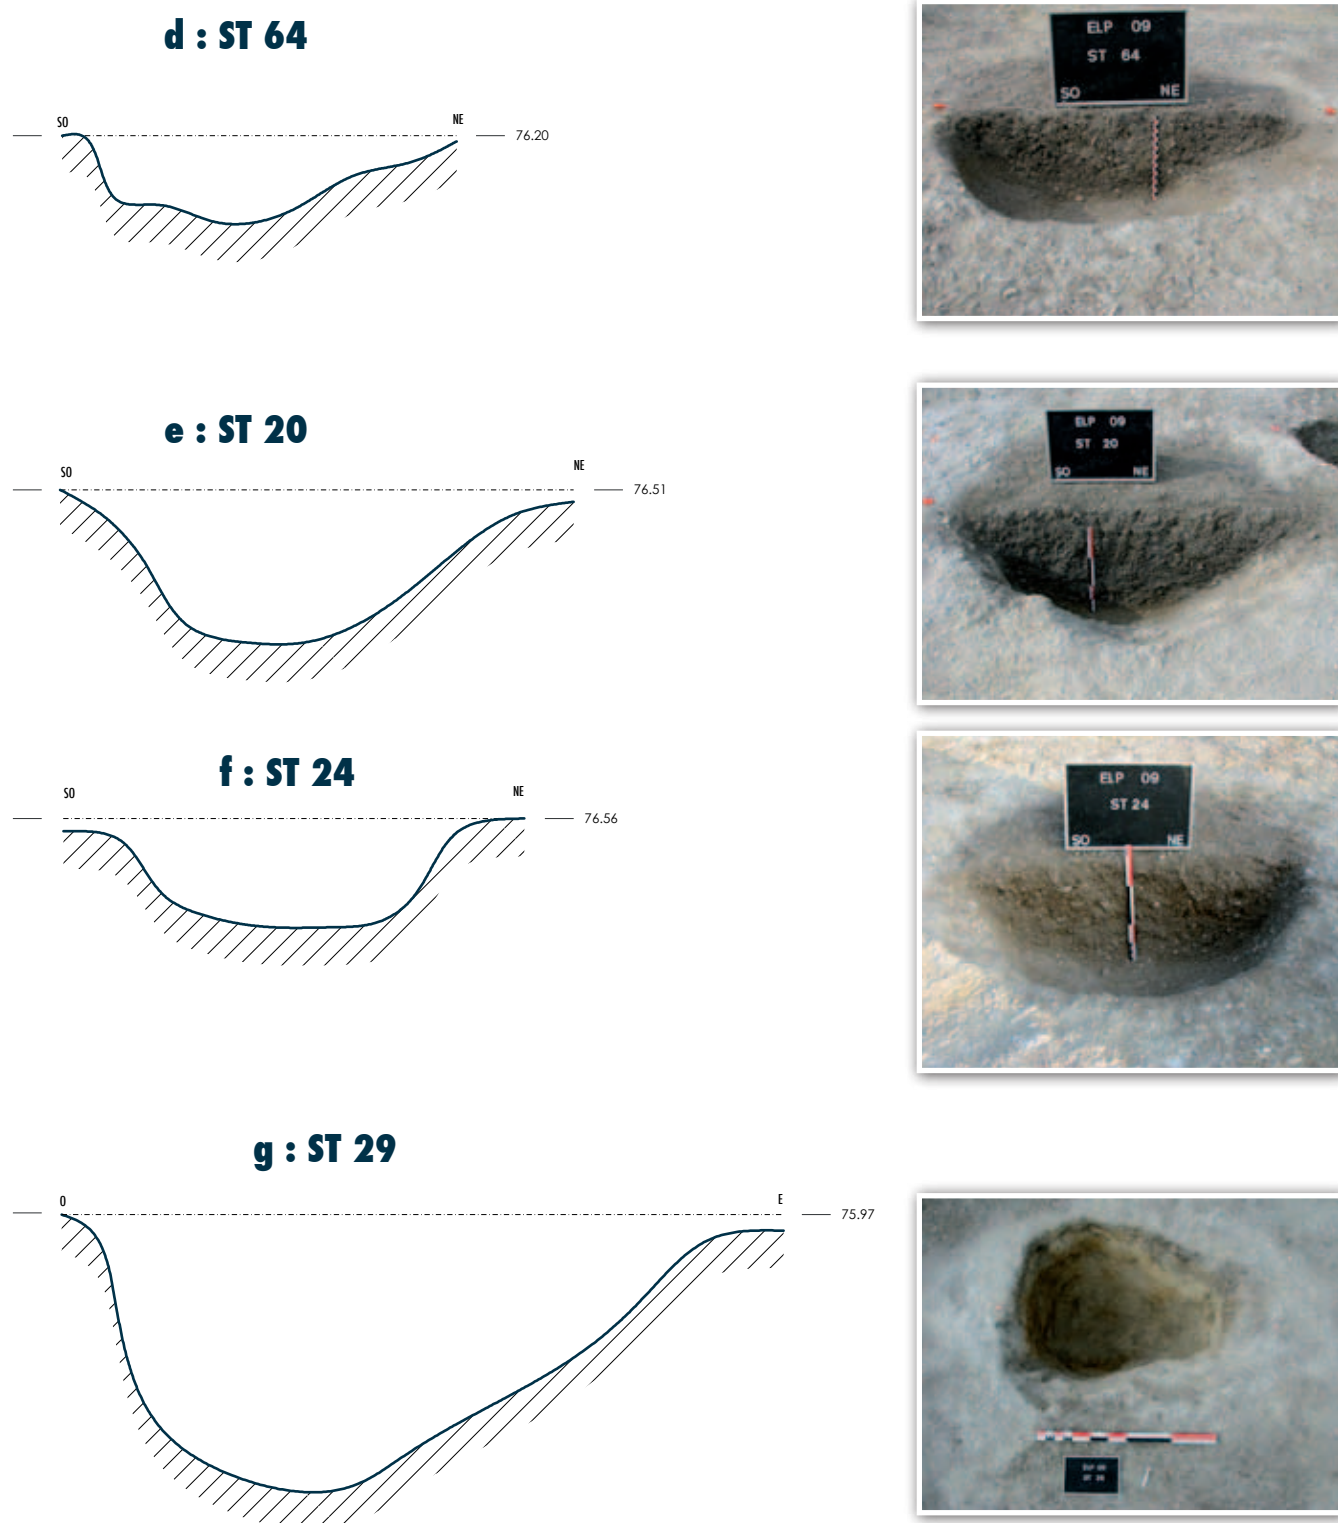 d : ST 64
SO NE
76.20
ELP 09
ST 64
SO NE
e : ST 20
SO NE
76.51
ELP 09
ST 20
SO NE
f : ST 24
SO NE
76.56
ELP 09
ST 24
SO NE
g : ST 29
O E
75.97